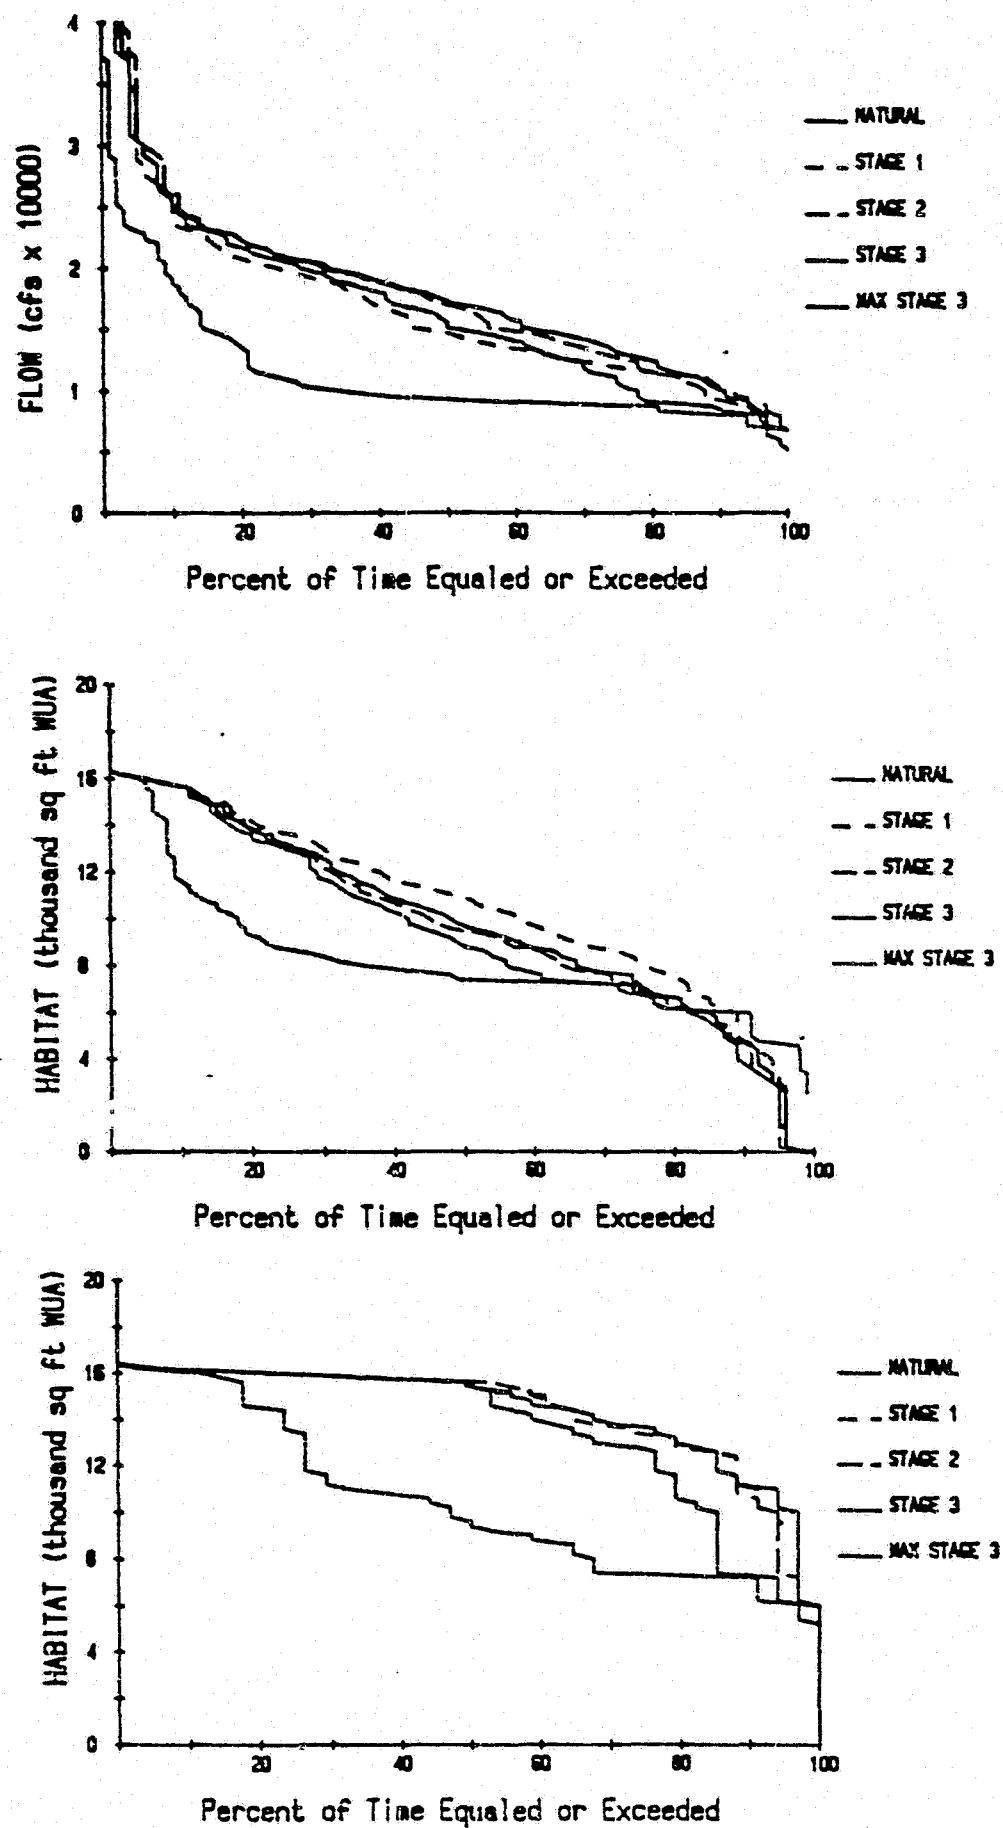 FLOW (cfs x 10000)
4
3
2
1
0
20
40
60
80
100
Percent of Time Equaled or Exceeded
NATURAL
STAGE 1
STAGE 2
STAGE 3
MAX STAGE 3
HABITAT (thousand sq ft WUA)
20
16
12
8
4
0
20
40
60
80
100
Percent of Time Equaled or Exceeded
NATURAL
STAGE 1
STAGE 2
STAGE 3
MAX STAGE 3
HABITAT (thousand sq ft WUA)
20
16
12
8
4
0
20
40
60
80
100
Percent of Time Equaled or Exceeded
NATURAL
STAGE 1
STAGE 2
STAGE 3
MAX STAGE 3